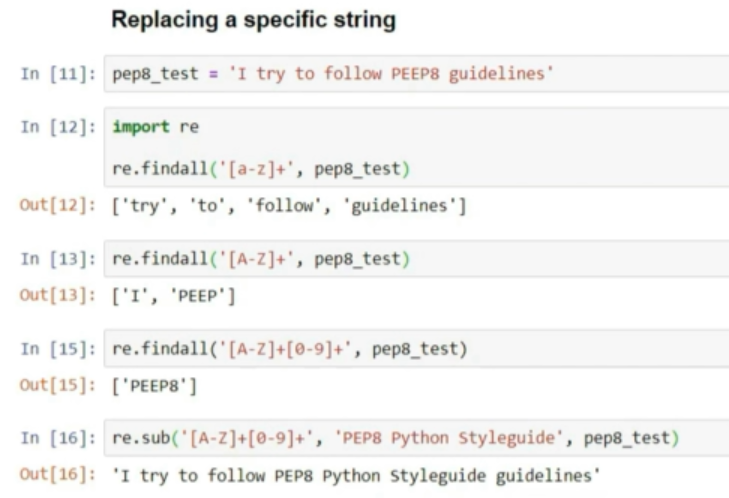 Replacing a specific string
In [11]: pep8_test = 'I try to follow PEEP8 guidelines'
In [12]: import re
re.findall('[a-z]+', pep8_test)
Out[12]: ['try', 'to', 'follow', 'guidelines']
In [13]: re.findall('[A-Z]+', pep8_test)
Out[13]: ['I', 'PEEP']
In [15]: re.findall('[A-Z]+[0-9]+', pep8_test)
Out[15]: ['PEEP8']
In [16]: re.sub('[A-Z]+[0-9]+', 'PEP8 Python Styleguide', pep8_test)
Out[16]: 'I try to follow PEP8 Python Styleguide guidelines'